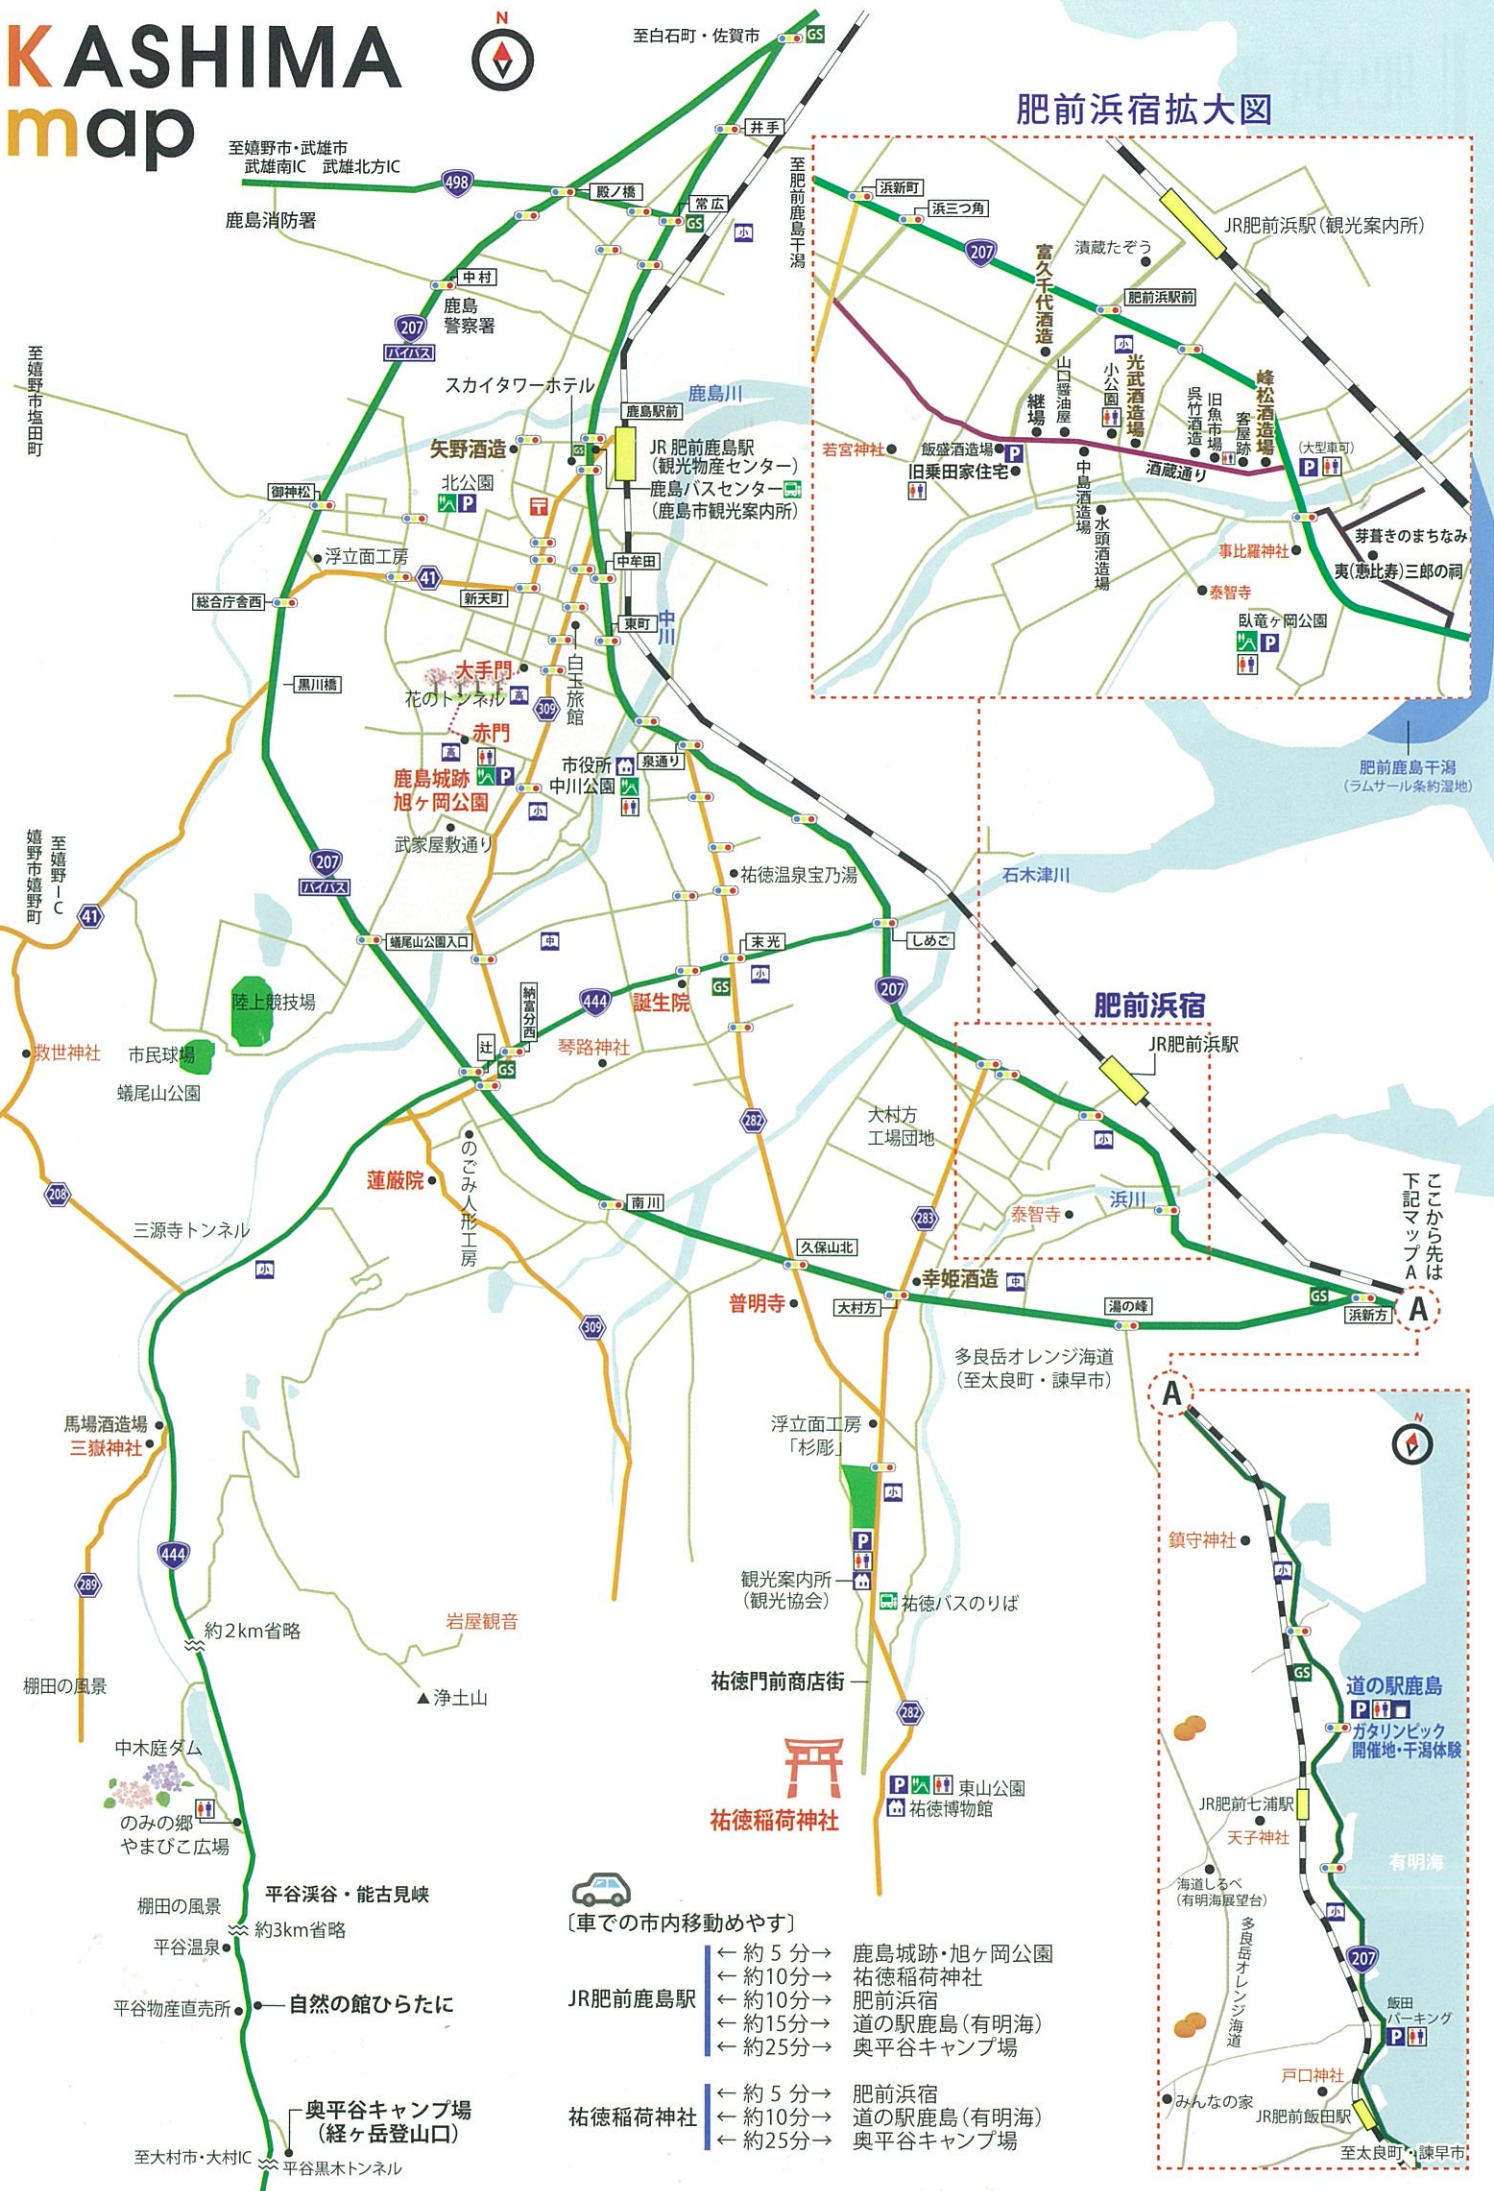 KASHIMA
map
N
至白石町・佐賀市
GS
井手
至嬉野市・武雄市
武雄南IC　武雄北方IC
498
殿ノ橋
常広
GS
小
鹿島消防署
至肥前鹿島干潟
中村
鹿島
警察署
207
バイパス
至嬉野市塩田町
スカイタワーホテル
鹿島川
鹿島駅前
矢野酒造
GS
JR 肥前鹿島駅
(観光物産センター)
鹿島バスセンター
(鹿島市観光案内所)
北公園
P
御神松
浮立面工房
41
中牟田
総合庁舎西
新天町
東町
中川
白玉旅館
大手門
花のトンネル
高
309
黒川橋
赤門
高
鹿島城跡
旭ヶ岡公園
P
市役所
中川公園
泉通り
小
武家屋敷通り
207
バイパス
祐徳温泉宝乃湯
至嬉野IC
嬉野市嬉野町
41
石木津川
蟻尾山公園入口
中
末光
しめご
小
GS
207
陸上競技場
納富分西
444
誕生院
肥前浜宿
JR肥前浜駅
救世神社
市民球場
蟻尾山公園
辻
GS
琴路神社
282
大村方
工場団地
小
のごみ人形工房
蓮厳院
208
三源寺トンネル
小
南川
283
泰智寺
浜川
久保山北
幸姫酒造
中
普明寺
大村方
湯の峰
GS
浜新方
ここから先は
下記マップA
A
309
多良岳オレンジ海道
(至太良町・諫早市)
馬場酒造場
三嶽神社
浮立面工房
「杉彫」
小
444
289
P
観光案内所
(観光協会)
祐徳バスのりば
約2km省略
岩屋観音
棚田の風景
浄土山
祐徳門前商店街
282
中木庭ダム
祐徳稲荷神社
P
東山公園
祐徳博物館
のみの郷
やまびこ広場
平谷渓谷・能古見峡
棚田の風景
約3km省略
平谷温泉
自然の館ひらたに
平谷物産直売所
奥平谷キャンプ場
(経ヶ岳登山口)
至大村市・大村IC
平谷黒木トンネル
〔車での市内移動めやす〕
JR肥前鹿島駅
←約 5 分→　鹿島城跡・旭ヶ岡公園
←約10分→　祐徳稲荷神社
←約10分→　肥前浜宿
←約15分→　道の駅鹿島(有明海)
←約25分→　奥平谷キャンプ場
祐徳稲荷神社
←約 5 分→　肥前浜宿
←約10分→　道の駅鹿島(有明海)
←約25分→　奥平谷キャンプ場
肥前浜宿拡大図
浜新町
浜三つ角
JR肥前浜駅(観光案内所)
207
漬蔵たぞう
富久千代酒造
肥前浜駅前
小
山口醤油屋
小公園
光武酒造場
継場
呉竹酒造
旧魚市場
客屋跡
峰松酒造場
(大型車可)
P
若宮神社
飯盛酒造場
P
旧乗田家住宅
酒蔵通り
中島酒造場
水頭酒造場
茅葺きのまちなみ
事比羅神社
夷(恵比寿)三郎の祠
泰智寺
臥竜ヶ岡公園
P
肥前鹿島干潟
(ラムサール条約湿地)
A
N
鎮守神社
小
GS
道の駅鹿島
P
ガタリンピック
開催地・干潟体験
JR肥前七浦駅
天子神社
有明海
海道しるべ
(有明海展望台)
小
多良岳オレンジ海道
207
飯田
パーキング
P
戸口神社
みんなの家
JR肥前飯田駅
至太良町・諫早市